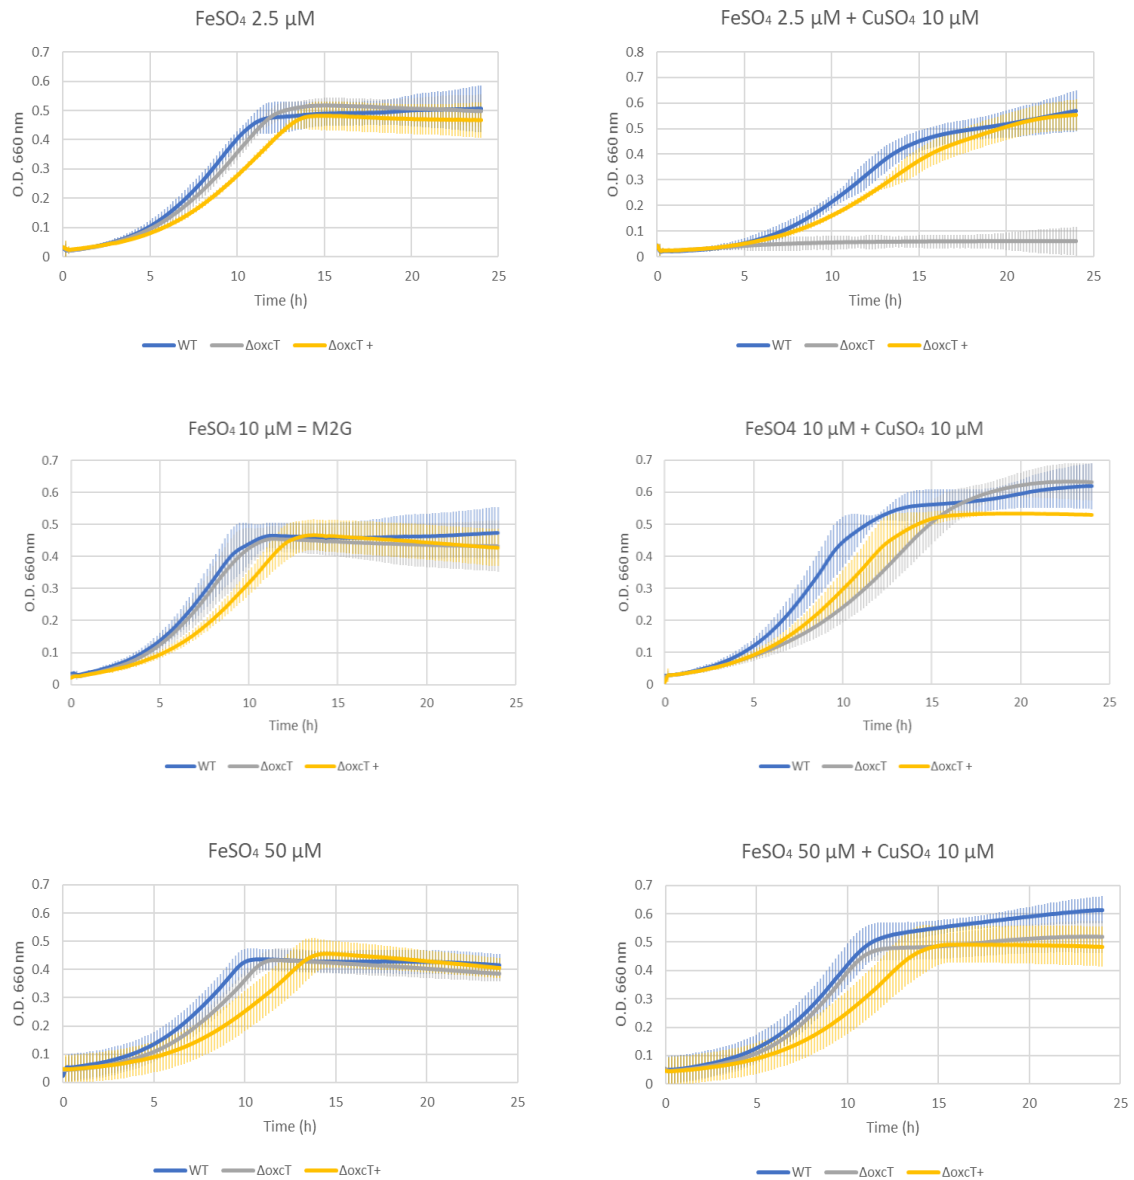 FeSO₄ 2.5 µM
0.7
0.6
0.5
0.4
0.3
0.2
0.1
0
O.D. 660 nm
0 5 10 15 20 25
Time (h)
WT ΔoxcT ΔoxcT +
FeSO₄ 2.5 µM + CuSO₄ 10 µM
0.8
0.7
0.6
0.5
0.4
0.3
0.2
0.1
0
O.D. 660 nm
0 5 10 15 20 25
Time (h)
WT ΔoxcT ΔoxcT +
FeSO₄ 10 µM = M2G
0.7
0.6
0.5
0.4
0.3
0.2
0.1
0
O.D. 660 nm
0 5 10 15 20 25
Time (h)
WT ΔoxcT ΔoxcT +
FeSO4 10 µM + CuSO₄ 10 µM
0.7
0.6
0.5
0.4
0.3
0.2
0.1
0
O.D. 660 nm
0 5 10 15 20 25
Time (h)
WT ΔoxcT ΔoxcT +
FeSO₄ 50 µM
0.7
0.6
0.5
0.4
0.3
0.2
0.1
0
O.D. 660 nm
0 5 10 15 20 25
Time (h)
WT ΔoxcT ΔoxcT+
FeSO₄ 50 µM + CuSO₄ 10 µM
0.7
0.6
0.5
0.4
0.3
0.2
0.1
0
O.D. 660 nm
0 5 10 15 20 25
Time (h)
WT ΔoxcT ΔoxcT+